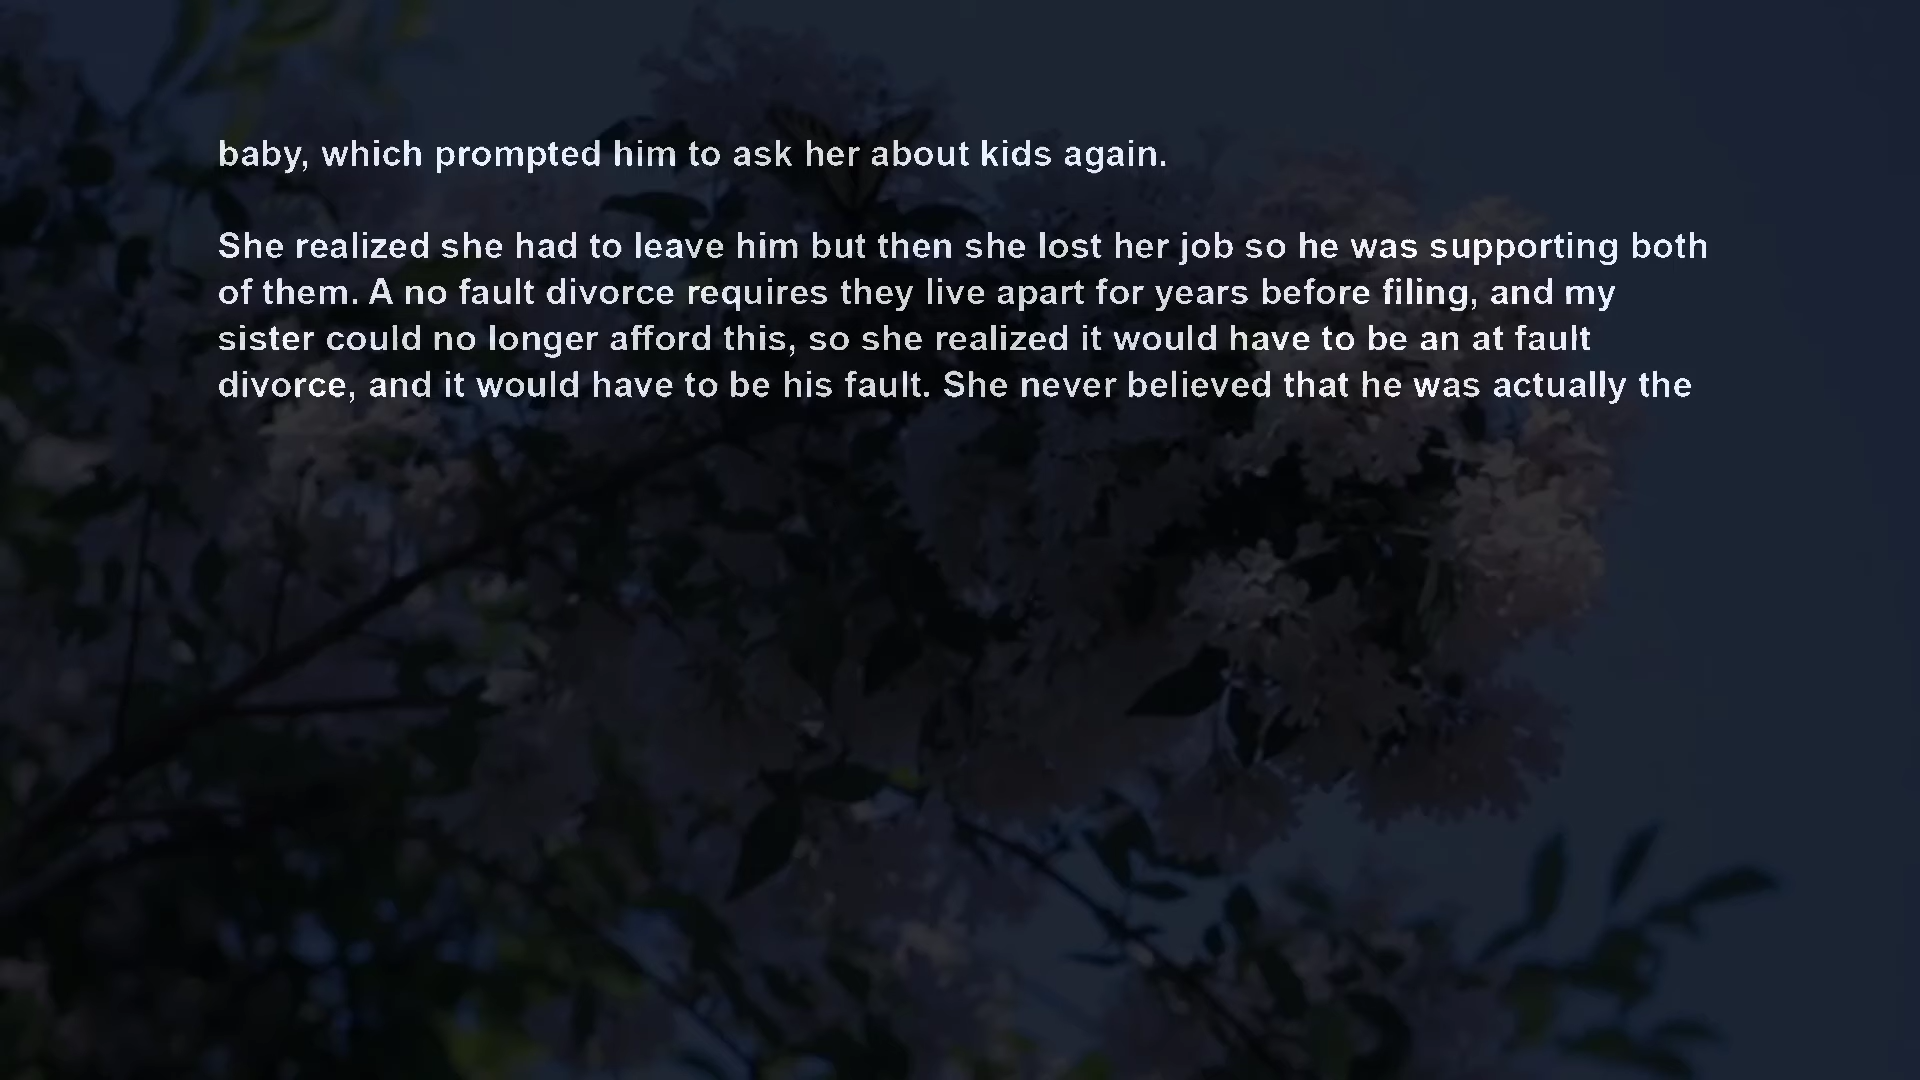 baby, which prompted him to ask her about kids again.
She realized she had to leave him but then she lost her job so he was supporting both
of them. A no fault divorce requires they live apart for years before filing, and my
sister could no longer afford this, so she realized it would have to be an at fault
divorce, and it would have to be his fault. She never believed that he was actually the